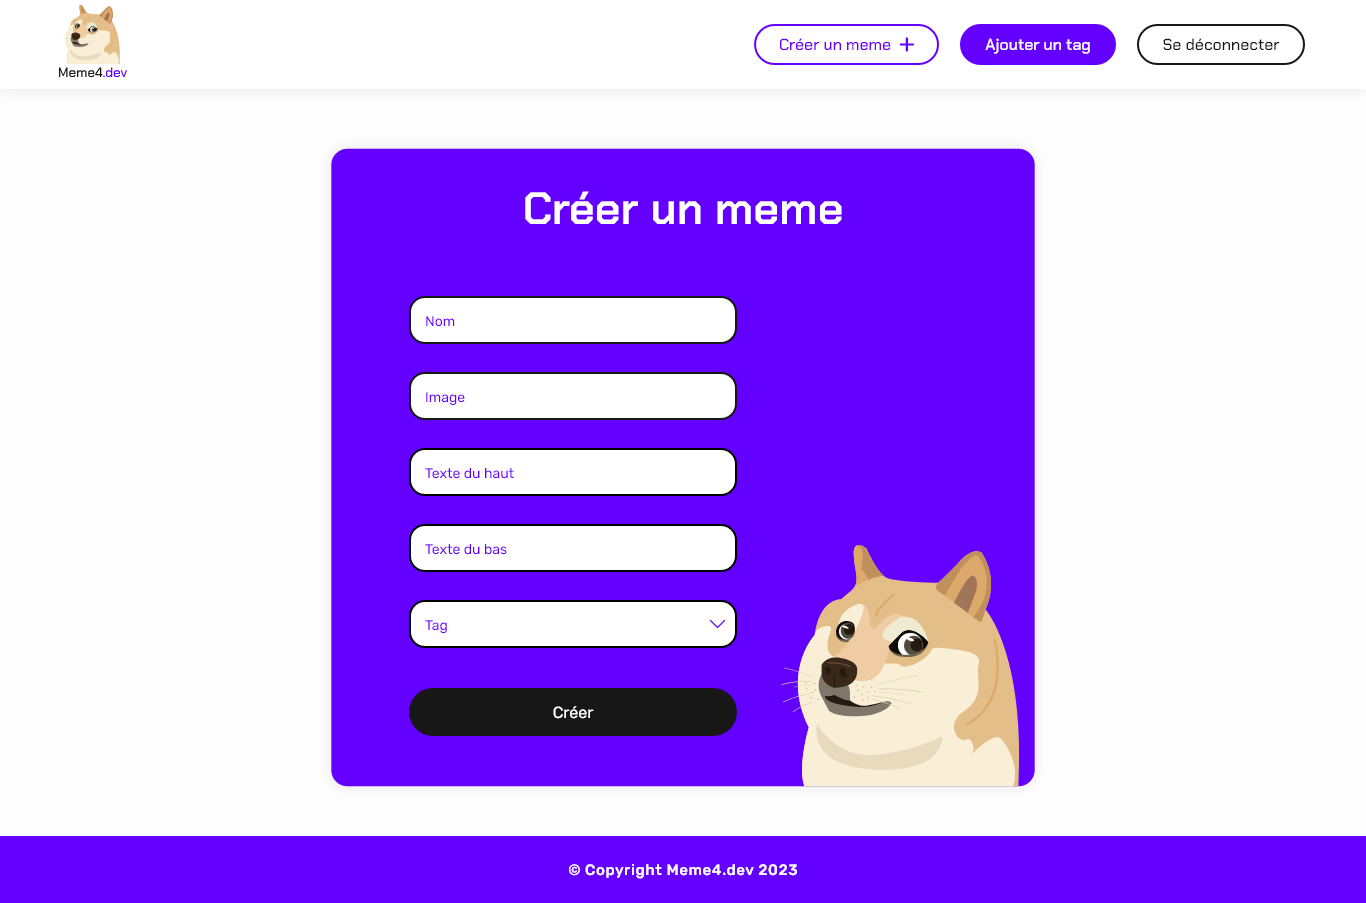 Meme4.dev
Créer un meme
Ajouter un tag
Se déconnecter
Créer un meme
Nom
Image
Texte du haut
Texte du bas
Tag
Créer
© Copyright Meme4.dev 2023